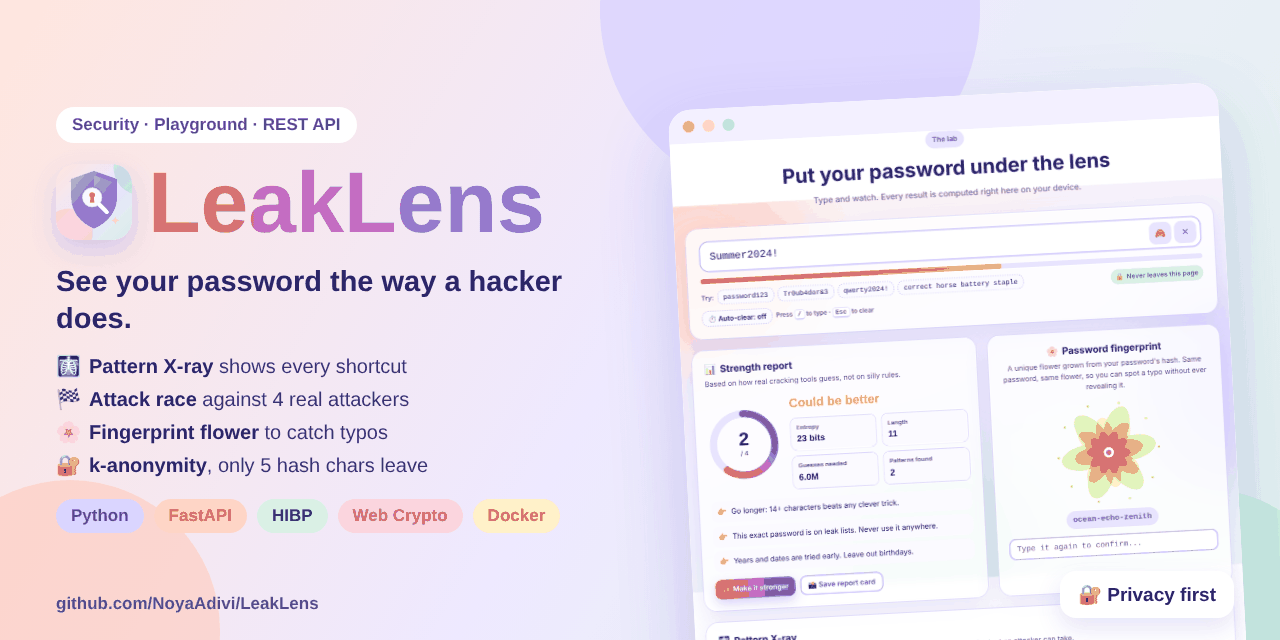 Security · Playground · REST API
LeakLens
See your password the way a hacker
does.
Pattern X-ray shows every shortcut
Attack race against 4 real attackers
Fingerprint flower to catch typos
k-anonymity, only 5 hash chars leave
Python FastAPI HIBP Web Crypto Docker
github.com/NoyaAdivi/LeakLens
The lab
Put your password under the lens
Type and watch. Every result is computed right here on your device.
Summer2024!
Try: password123 Tr0ub4dor&3 qwerty2024! correct horse battery staple
Never leaves this page
Auto-clear: off Press / to type · Esc to clear
Strength report
Based on how real cracking tools guess, not on silly rules.
Could be better
2
/ 4
Entropy
23 bits
Length
11
Guesses needed
6.0M
Patterns found
2
Go longer: 14+ characters beats any clever trick.
This exact password is on leak lists. Never use it anywhere.
Years and dates are tried early. Leave out birthdays.
Make it stronger
Save report card
Password fingerprint
A unique flower grown from your password's hash. Same
password, same flower, so you can spot a typo without ever
revealing it.
ocean-echo-zenith
Type it again to confirm...
Privacy first
Pattern X-ray
attacker can take.